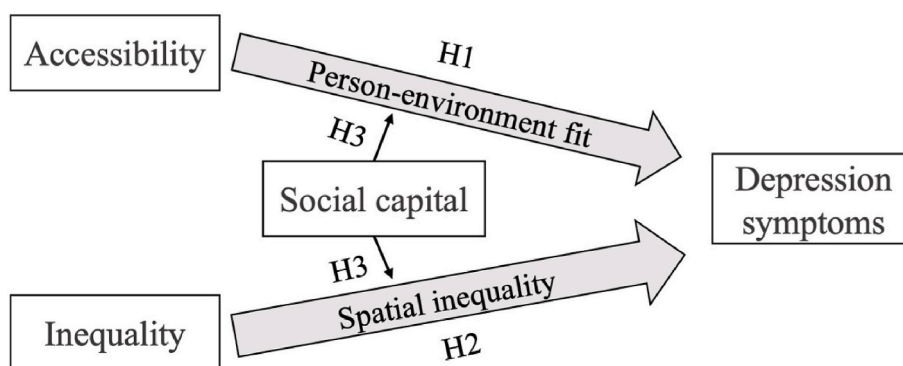 Accessibility
H1
Person-environment fit
H3
Social capital
Depression
symptoms
H3
Spatial inequality
Inequality
H2